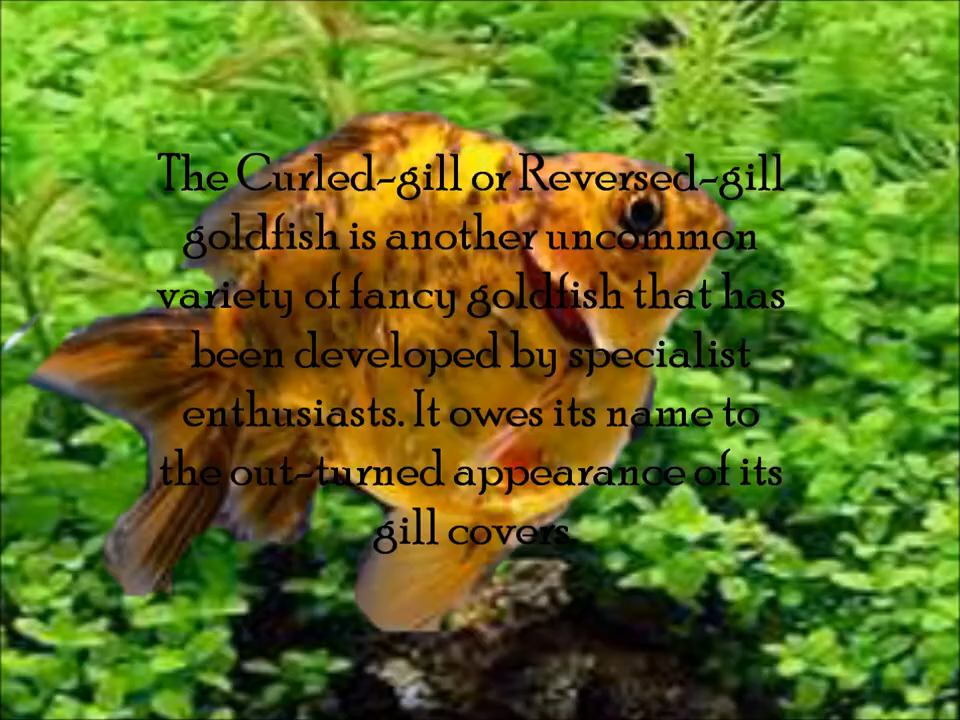 The Curled-gill or Reversed-gill
goldfish is another uncommon
variety of fancy goldfish that has
been developed by specialist
enthusiasts. It owes its name to
the out-turned appearance of its
gill covers.